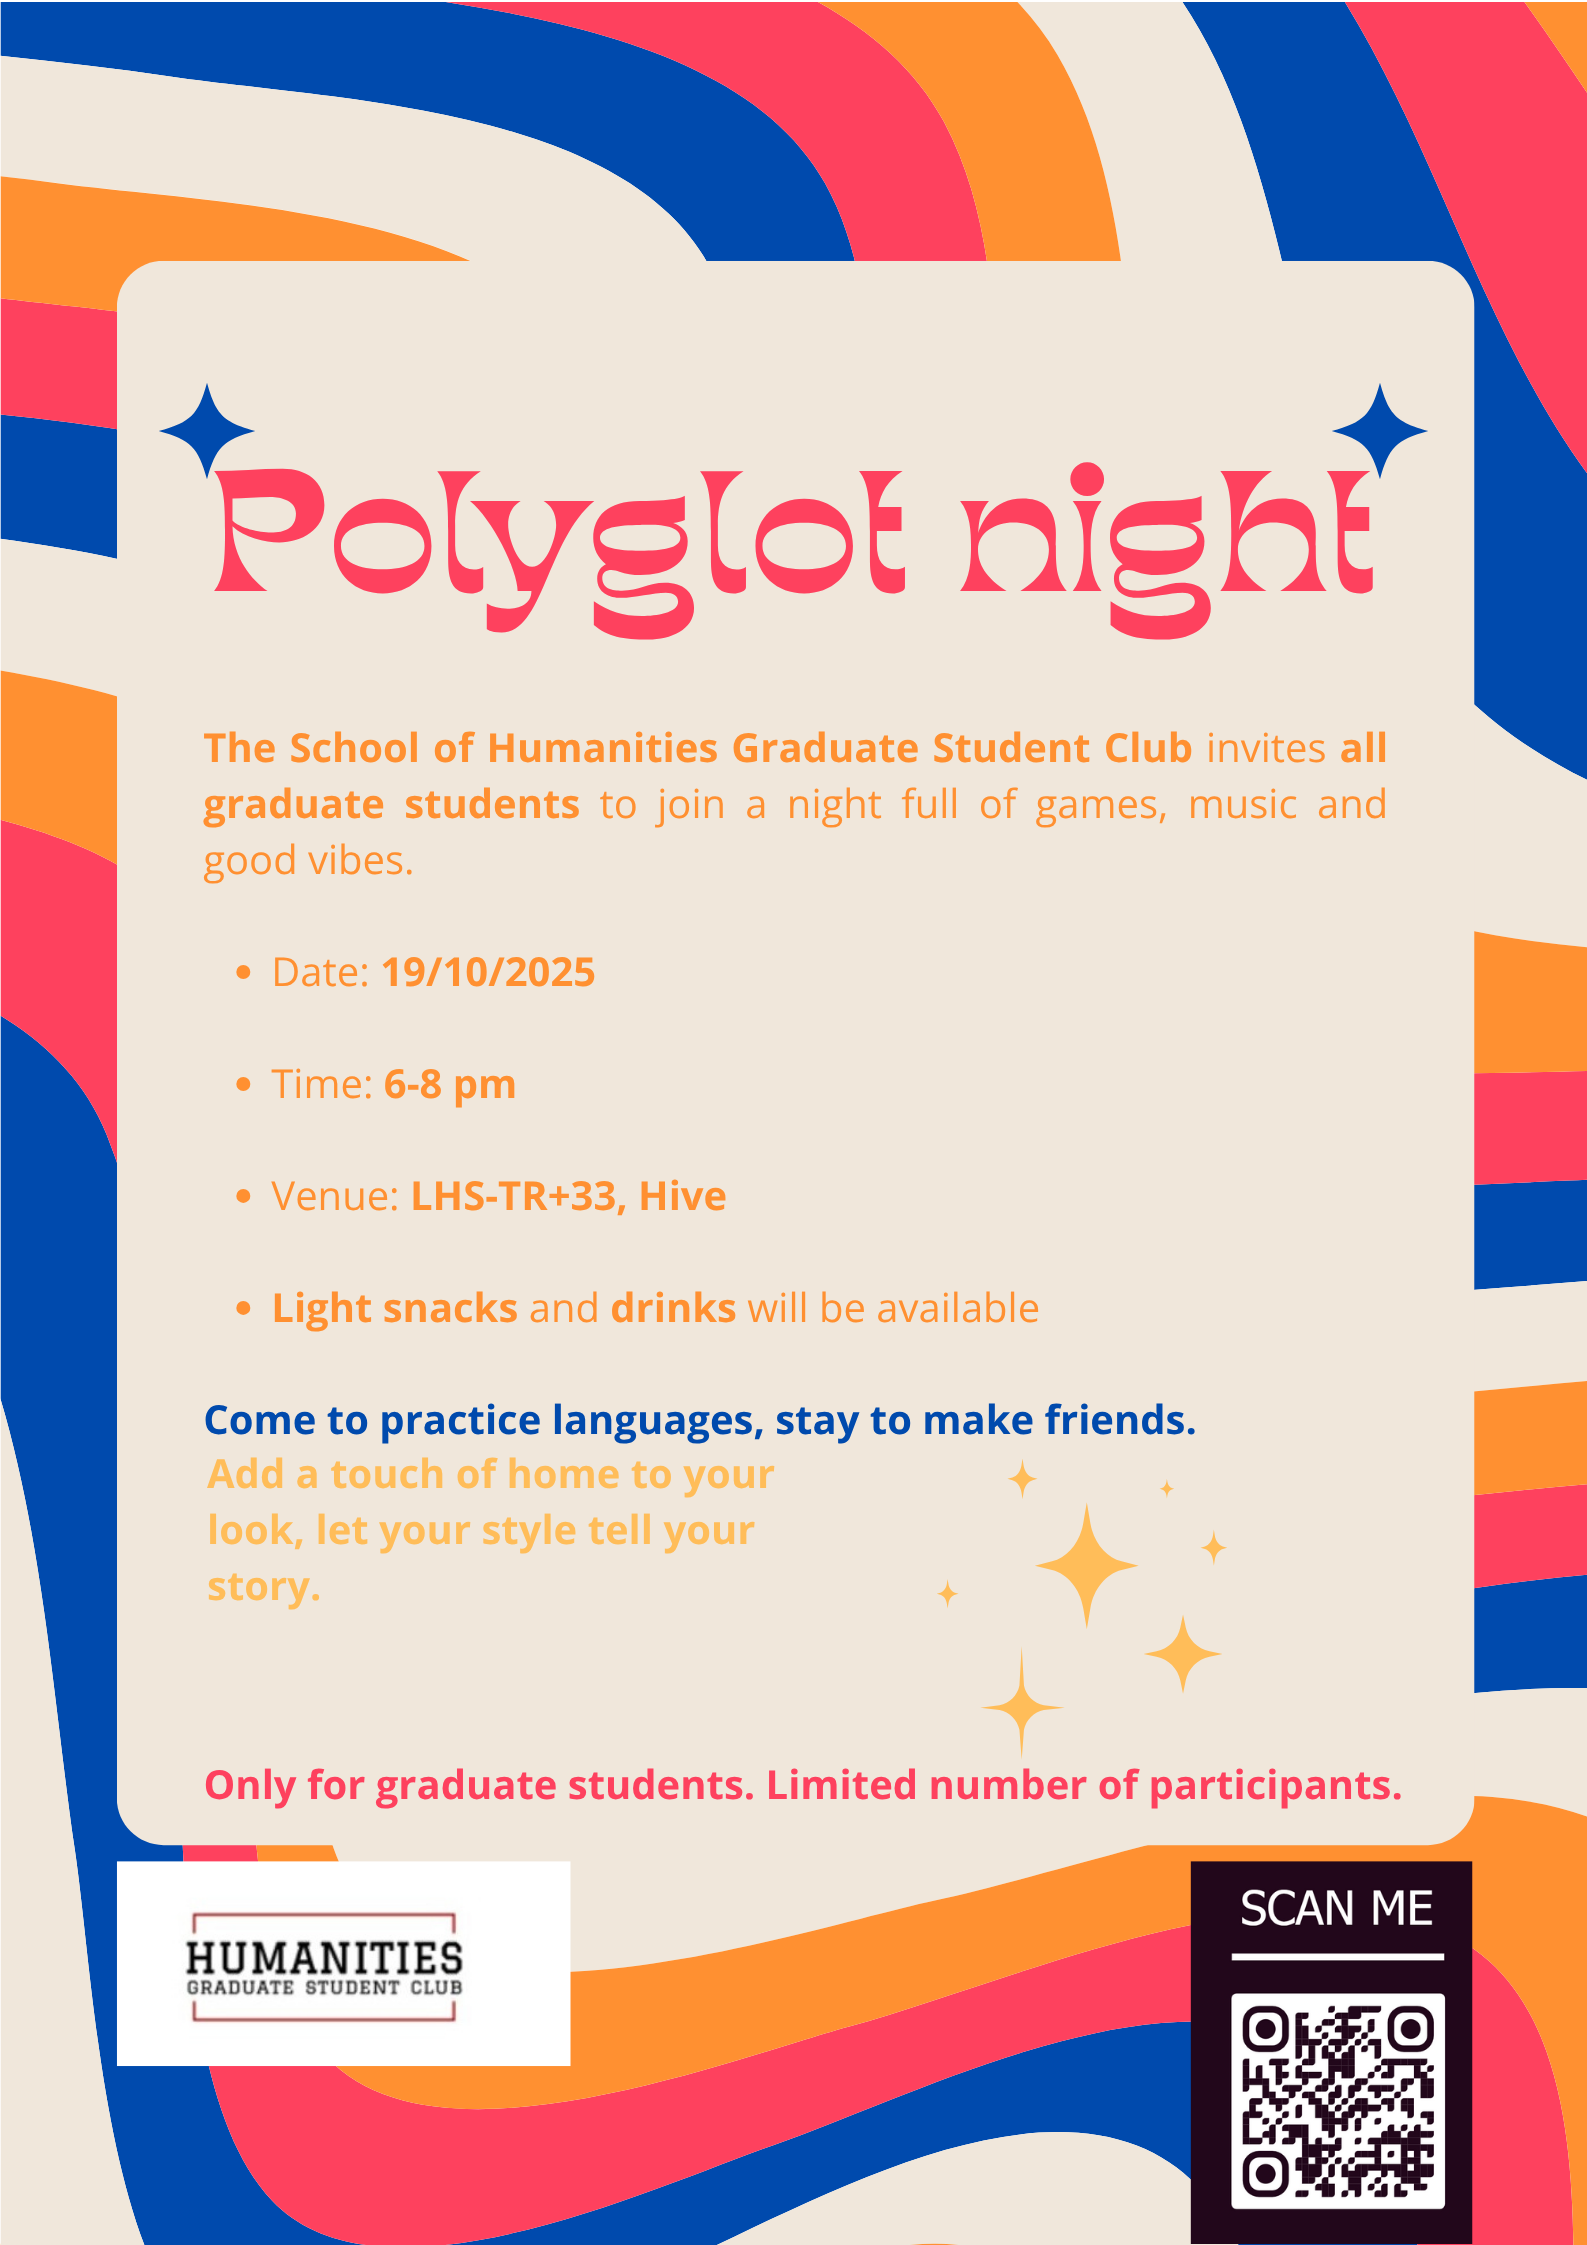 Polyglot night
The School of Humanities Graduate Student Club invites all
graduate students to join a night full of games, music and
good vibes.
• Date: 19/10/2025
• Time: 6-8 pm
• Venue: LHS-TR+33, Hive
• Light snacks and drinks will be available
Come to practice languages, stay to make friends.
Add a touch of home to your
look, let your style tell your
story.
Only for graduate students. Limited number of participants.
HUMANITIES
GRADUATE STUDENT CLUB
SCAN ME